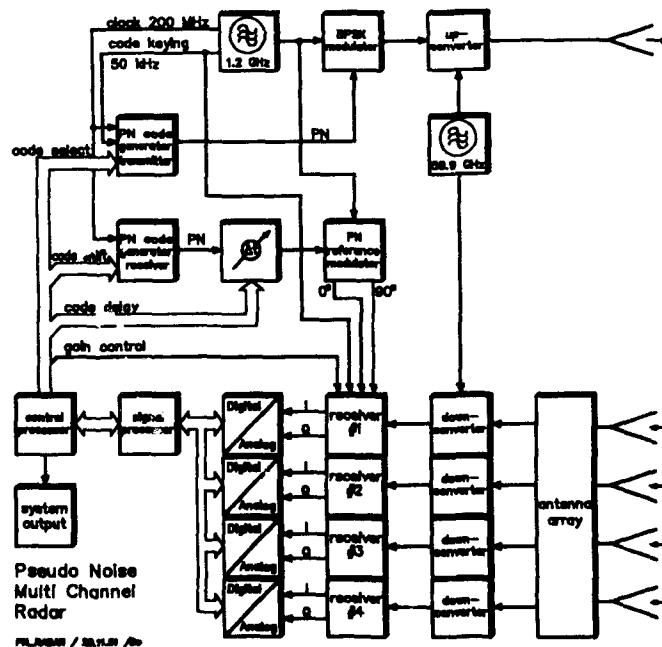 clock 200 MHz
code keying
50 kHz
1.2 GHz
BPSK
modulator
up-
converter
PN code
generator
transmitter
PN
code select
GHz
code shift
PN code
generator
receiver
PN
Δt
PN
reference
modulator
0°
90°
code delay
gain control
control
processor
signal
processor
Digital
Analog
I
Q
receiver
#1
down-
converter
Digital
Analog
I
Q
receiver
#2
down-
converter
Digital
Analog
I
Q
receiver
#3
down-
converter
Digital
Analog
I
Q
receiver
#4
down-
converter
antenna
array
system
output
Pseudo Noise
Multi Channel
Radar